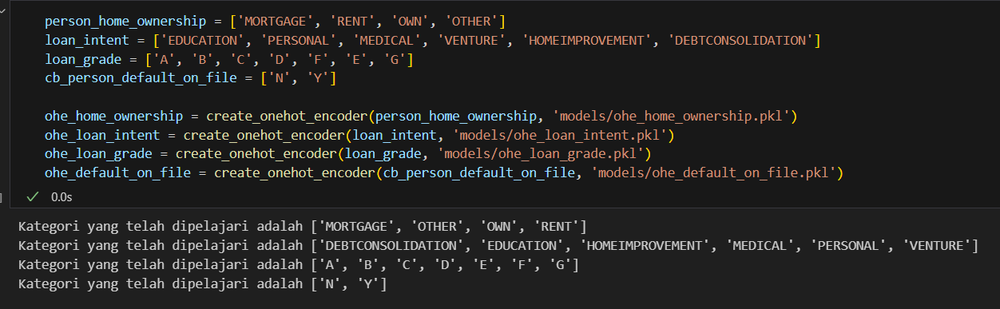 person_home_ownership = ['MORTGAGE', 'RENT', 'OWN', 'OTHER']
loan_intent = ['EDUCATION', 'PERSONAL', 'MEDICAL', 'VENTURE', 'HOMEIMPROVEMENT', 'DEBTCONSOLIDATION']
loan_grade = ['A', 'B', 'C', 'D', 'F', 'E', 'G']
cb_person_default_on_file = ['N', 'Y']
ohe_home_ownership = create_onehot_encoder(person_home_ownership, 'models/ohe_home_ownership.pkl')
ohe_loan_intent = create_onehot_encoder(loan_intent, 'models/ohe_loan_intent.pkl')
ohe_loan_grade = create_onehot_encoder(loan_grade, 'models/ohe_loan_grade.pkl')
ohe_default_on_file = create_onehot_encoder(cb_person_default_on_file, 'models/ohe_default_on_file.pkl')
] ✓ 0.0s
Kategori yang telah dipelajari adalah ['MORTGAGE', 'OTHER', 'OWN', 'RENT']
Kategori yang telah dipelajari adalah ['DEBTCONSOLIDATION', 'EDUCATION', 'HOMEIMPROVEMENT', 'MEDICAL', 'PERSONAL', 'VENTURE']
Kategori yang telah dipelajari adalah ['A', 'B', 'C', 'D', 'E', 'F', 'G']
Kategori yang telah dipelajari adalah ['N', 'Y']